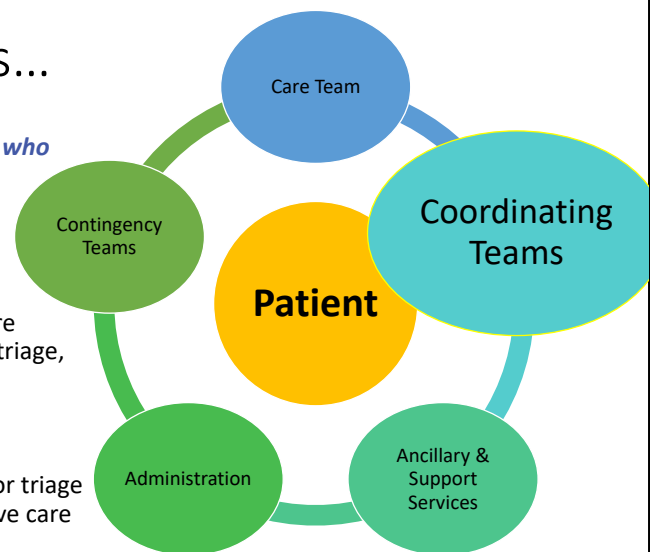 s...
who
re
triage,
or triage
ve care
Care Team
Coordinating
Teams
Contingency
Teams
Patient
Ancillary &
Support
Services
Administration